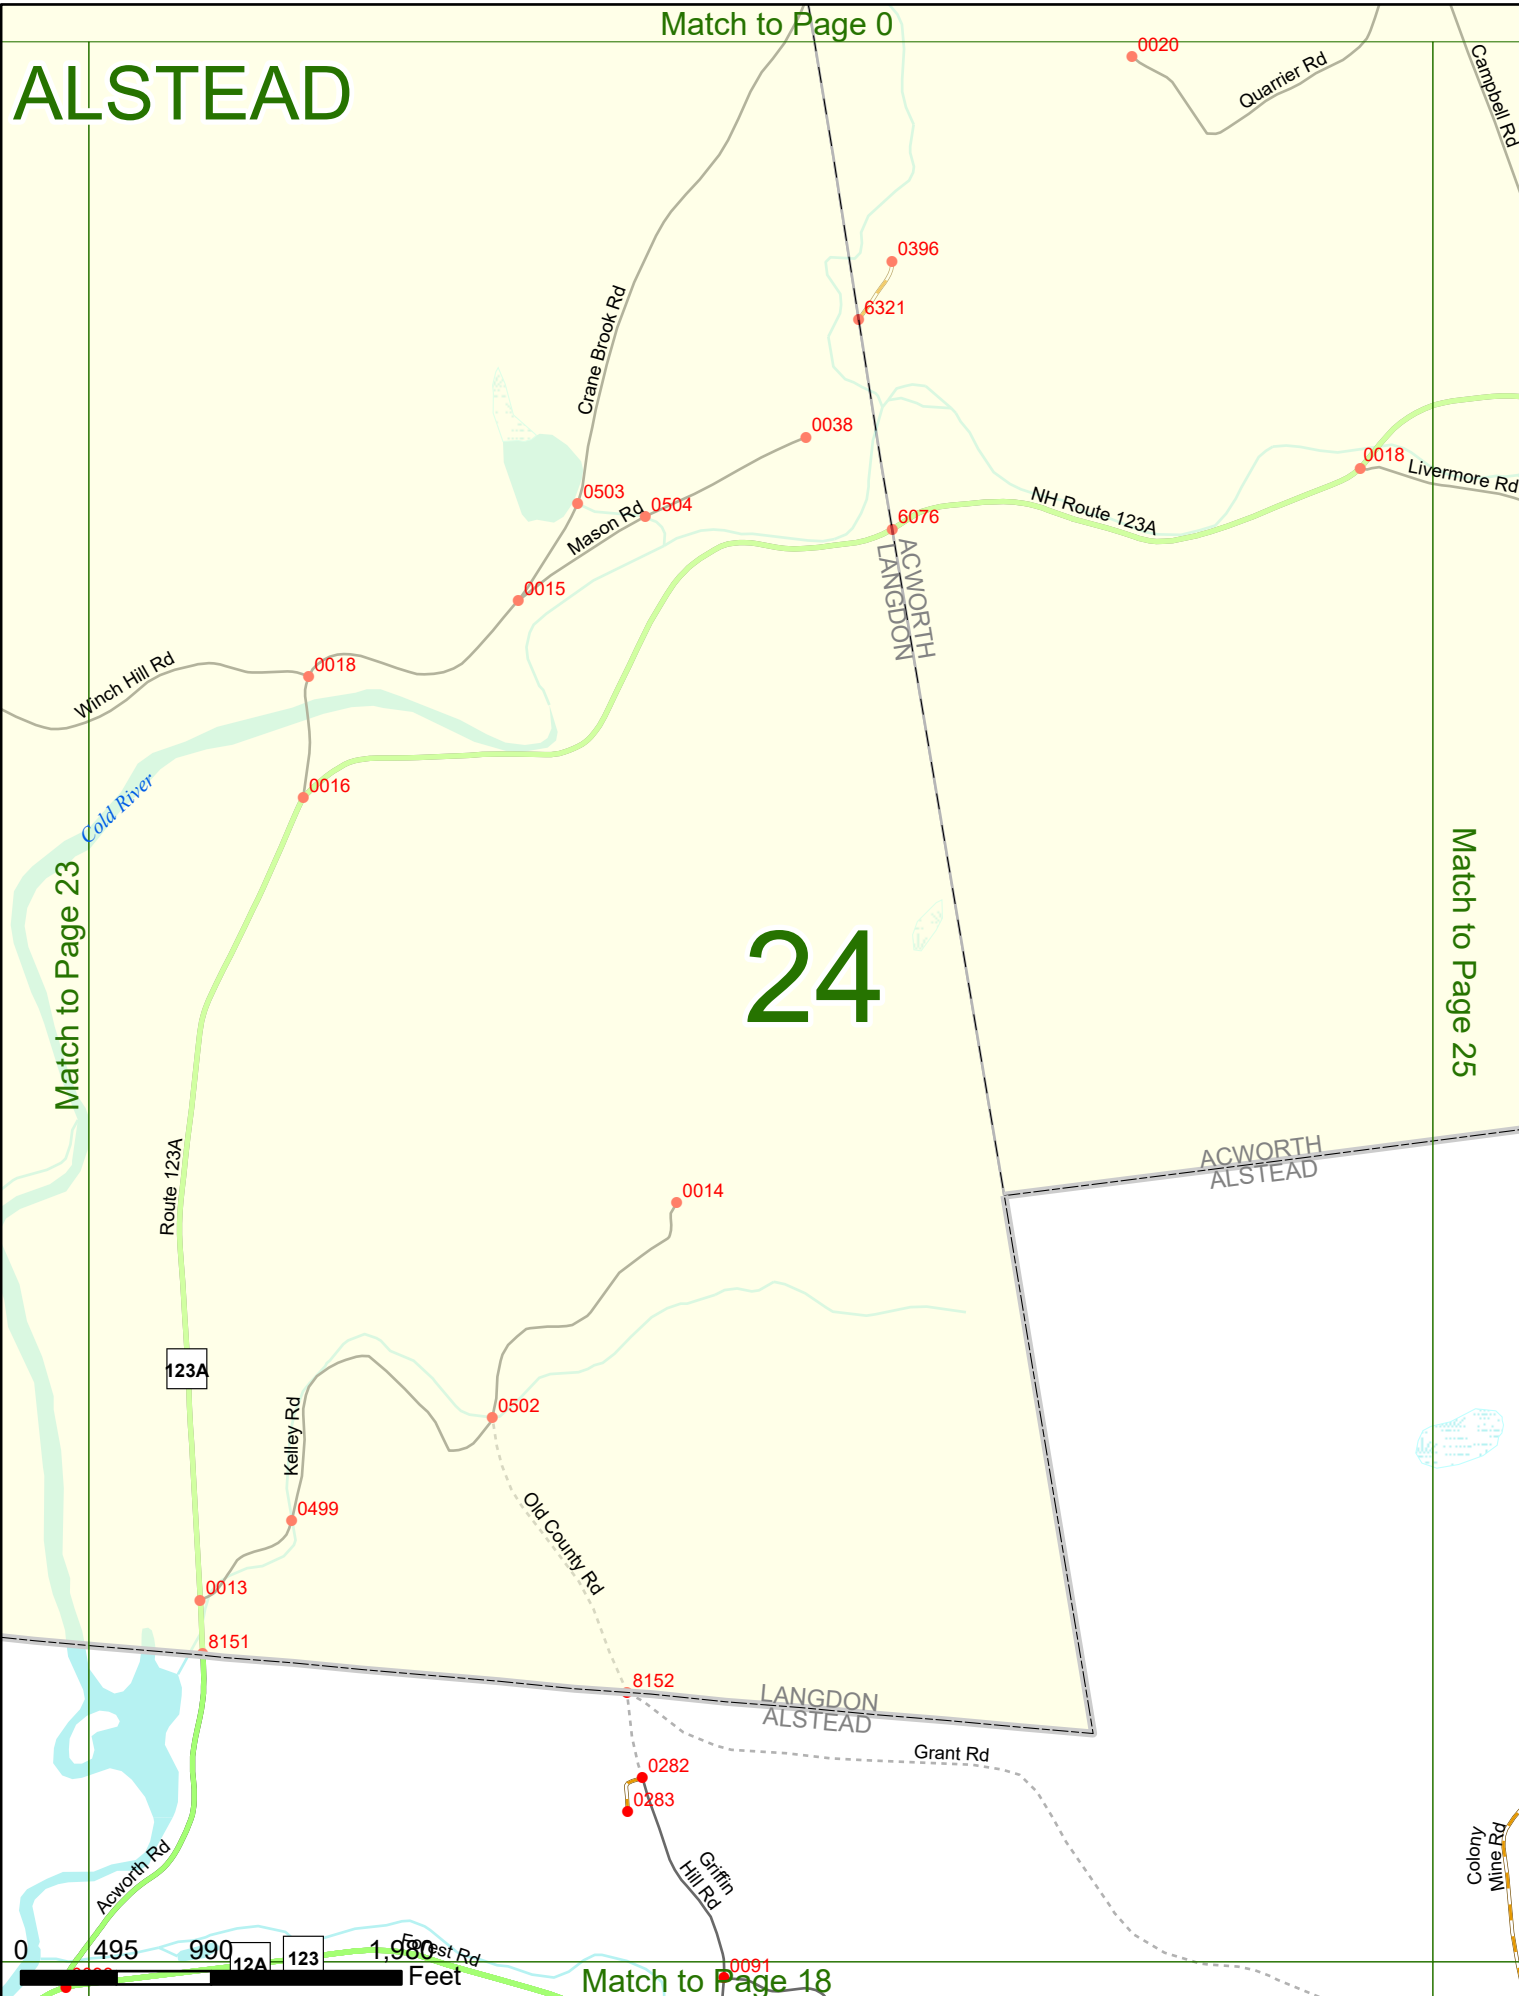 Match to Page 0
ALSTEAD
0020
Quarrier Rd
Campbell Rd
0396
6321
Crane Brook Rd
0038
0503
0504
Mason Rd
0018
Livermore Rd
6076
NH Route 123A
ACWORTH
LANGDON
0015
Winch Hill Rd
0018
0016
Cold River
Match to Page 23
24
Match to Page 25
Route 123A
ACWORTH
ALSTEAD
0014
123A
Kelley Rd
0502
0499
Old County Rd
0013
8151
8152
LANGDON
ALSTEAD
Grant Rd
0282
0283
Griffin
Hill Rd
Colony
Mine Rd
Acworth Rd
0 495 990 1,980
Feet
12A
123
Forest Rd
0091
Match to Page 18